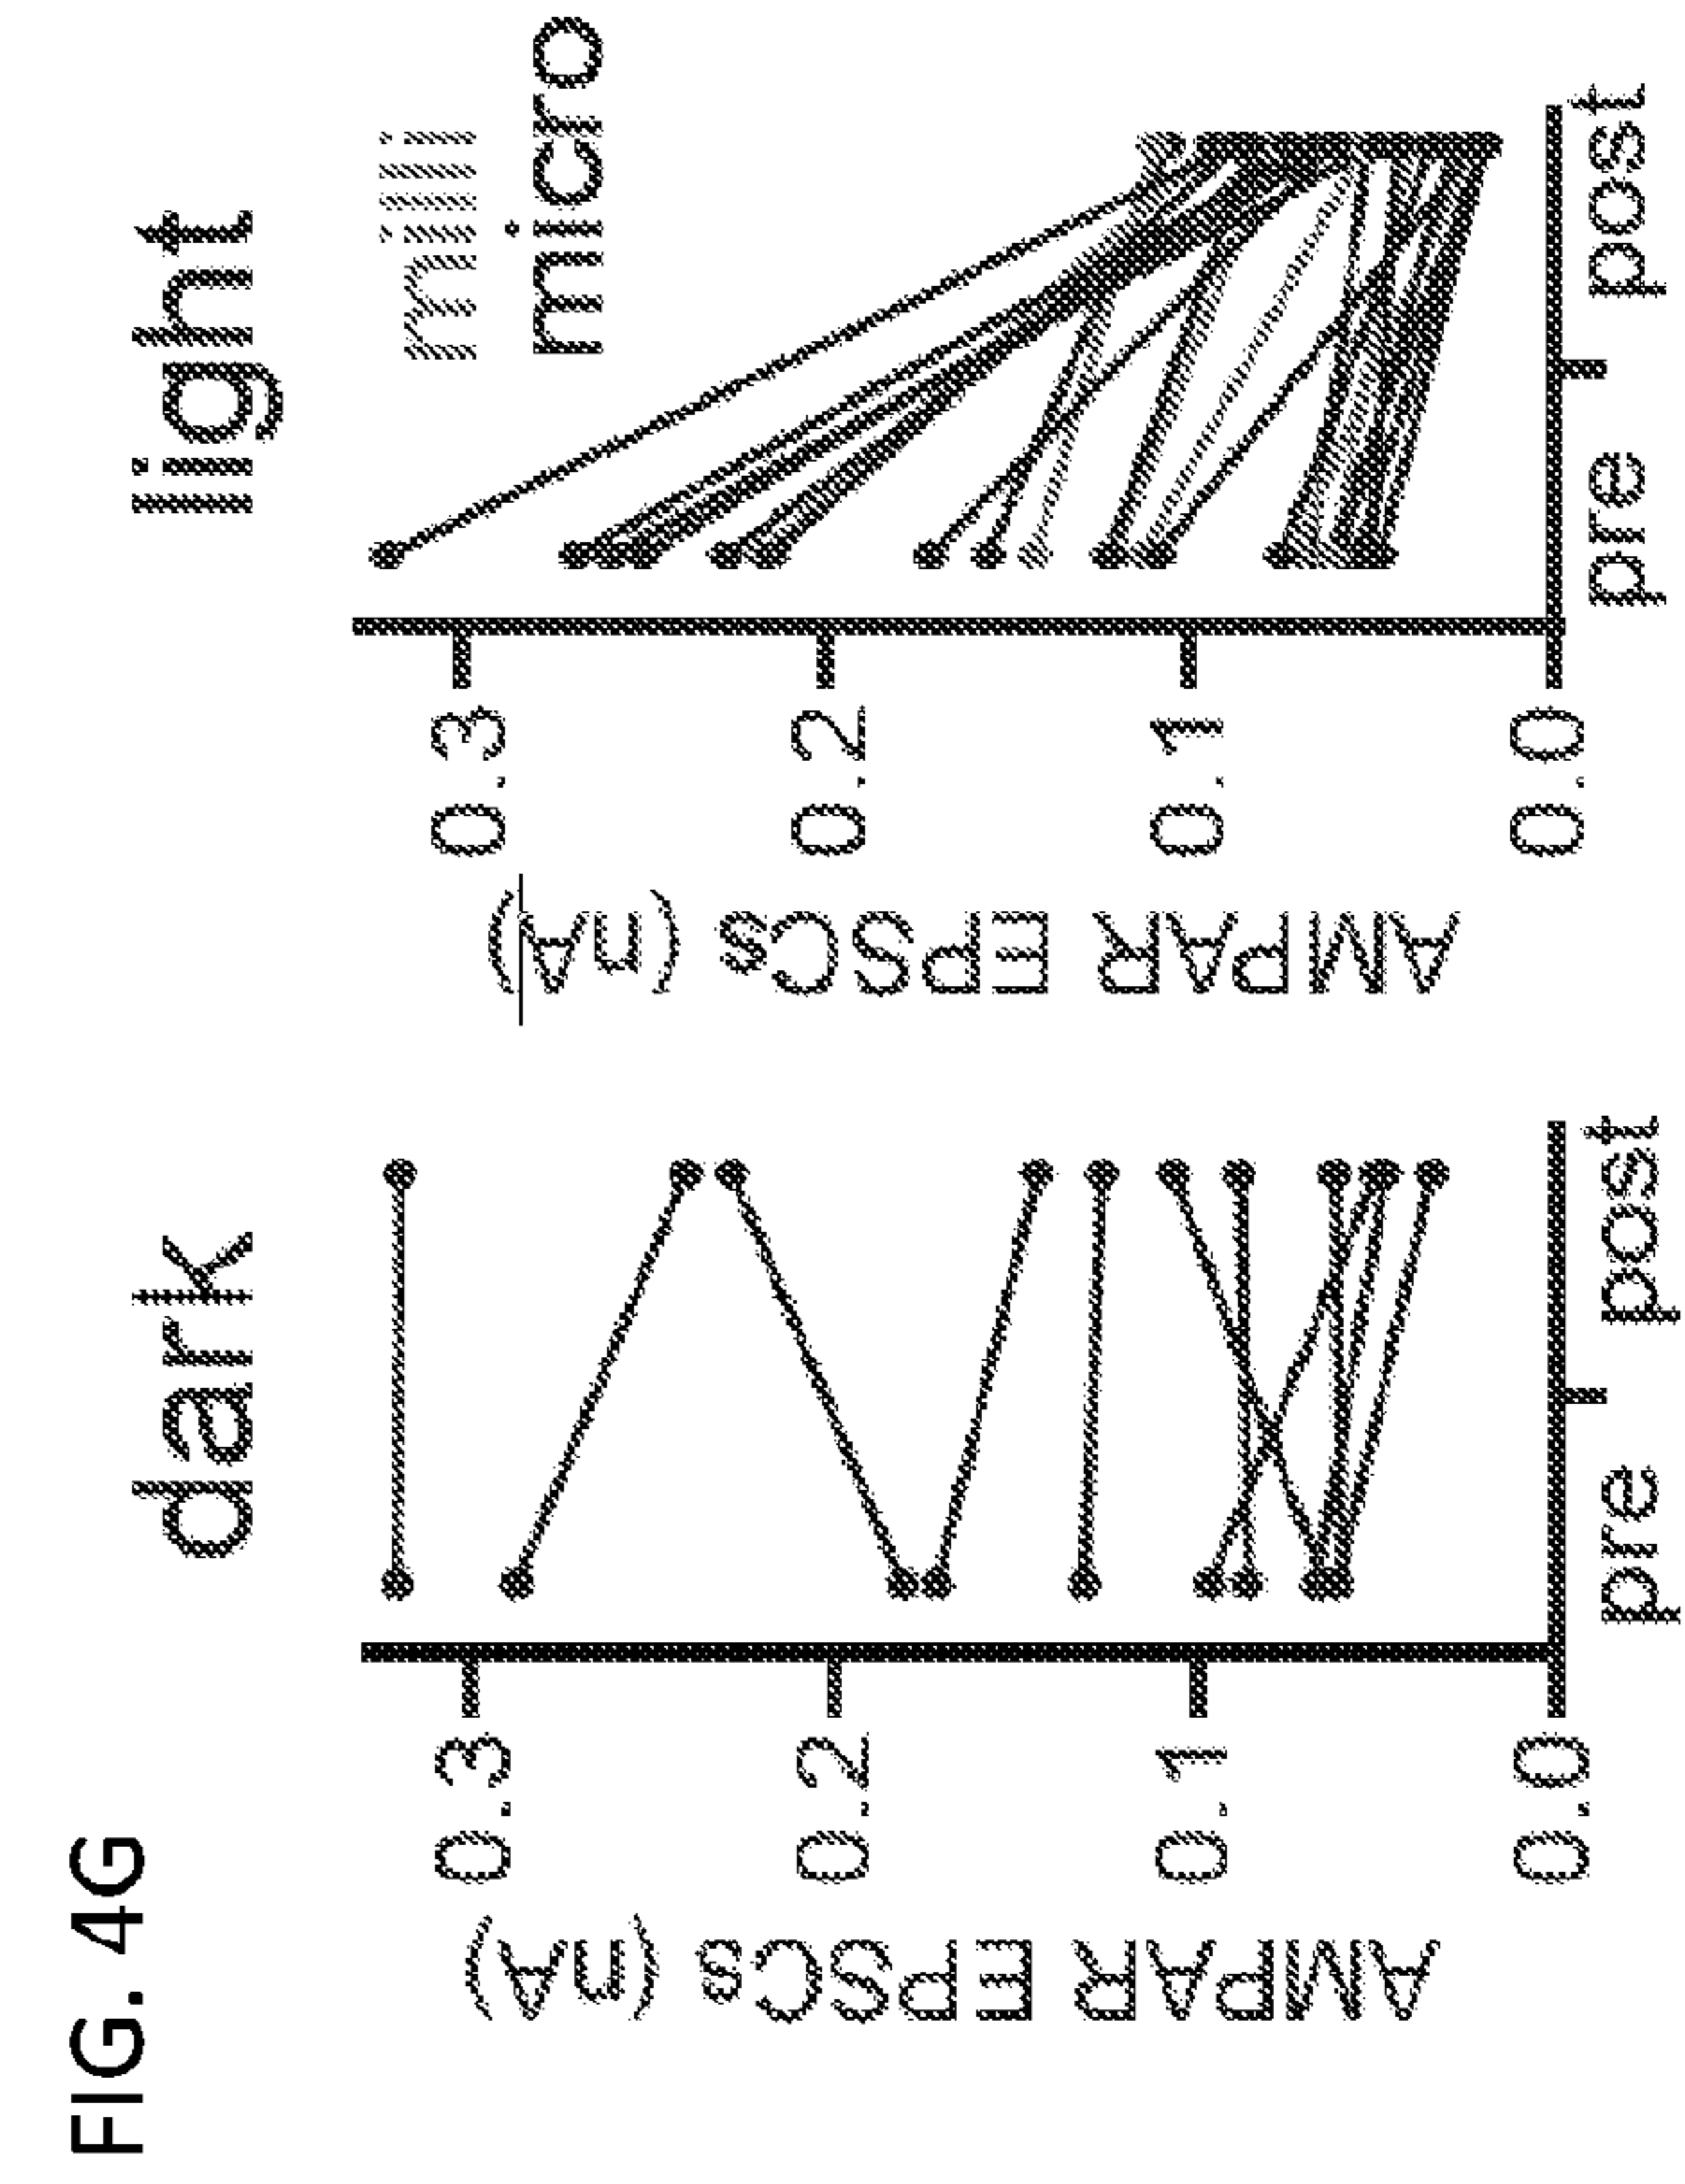 FIG. 4G
dark
AMPAR EPSCs (nA)
0.3
0.2
0.1
0.0
pre post
light
milli
micro
AMPAR EPSCs (nA)
0.3
0.2
0.1
0.0
pre post